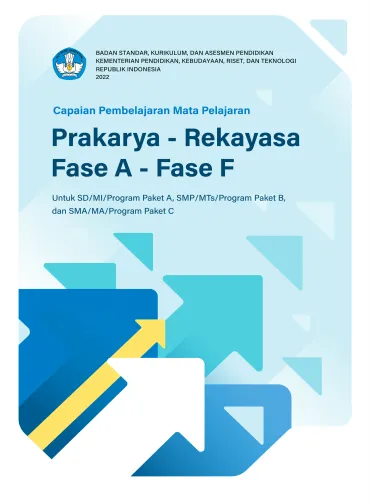 BADAN STANDAR, KURIKULUM, DAN ASESMEN PENDIDIKAN
KEMENTERIAN PENDIDIKAN, KEBUDAYAAN, RISET, DAN TEKNOLOGI
REPUBLIK INDONESIA
2022
Capaian Pembelajaran Mata Pelajaran
Prakarya - Rekayasa
Fase A - Fase F
Untuk SD/MI/Program Paket A, SMP/MTs/Program Paket B,
dan SMA/MA/Program Paket C